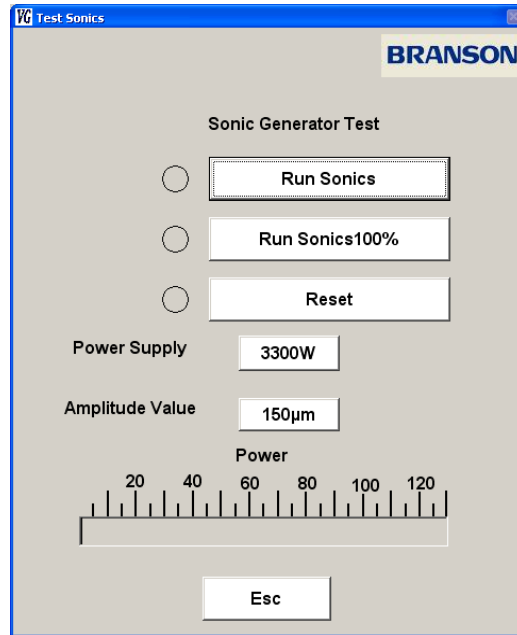 VG Test Sonics
BRANSON
Sonic Generator Test
Run Sonics
Run Sonics100%
Reset
Power Supply 3300W
Amplitude Value 150µm
Power
20 40 60 80 100 120
Esc